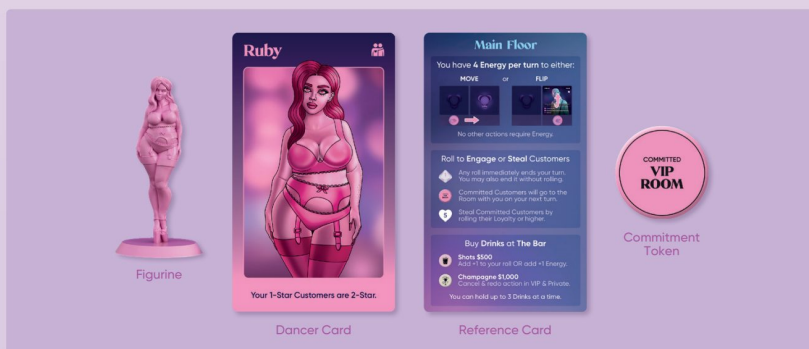 Ruby
Your 1-Star Customers are 2-Star.
Main Floor
You have 4 Energy per turn to either:
MOVE or FLIP
No other actions require Energy.
Roll to Engage or Steal Customers
Any roll immediately ends your turn.
You may also end it without rolling.
Committed Customers will go to the
Room with you on your next turn.
Steal Committed Customers by
rolling their Loyalty or higher.
Buy Drinks at The Bar
Shots $500
Add +1 to your roll OR add +1 Energy.
Champagne $1,000
Cancel & redo action in VIP & Private.
You can hold up to 3 Drinks at a time.
COMMITTED
VIP
ROOM
Figurine
Dancer Card
Reference Card
Commitment
Token